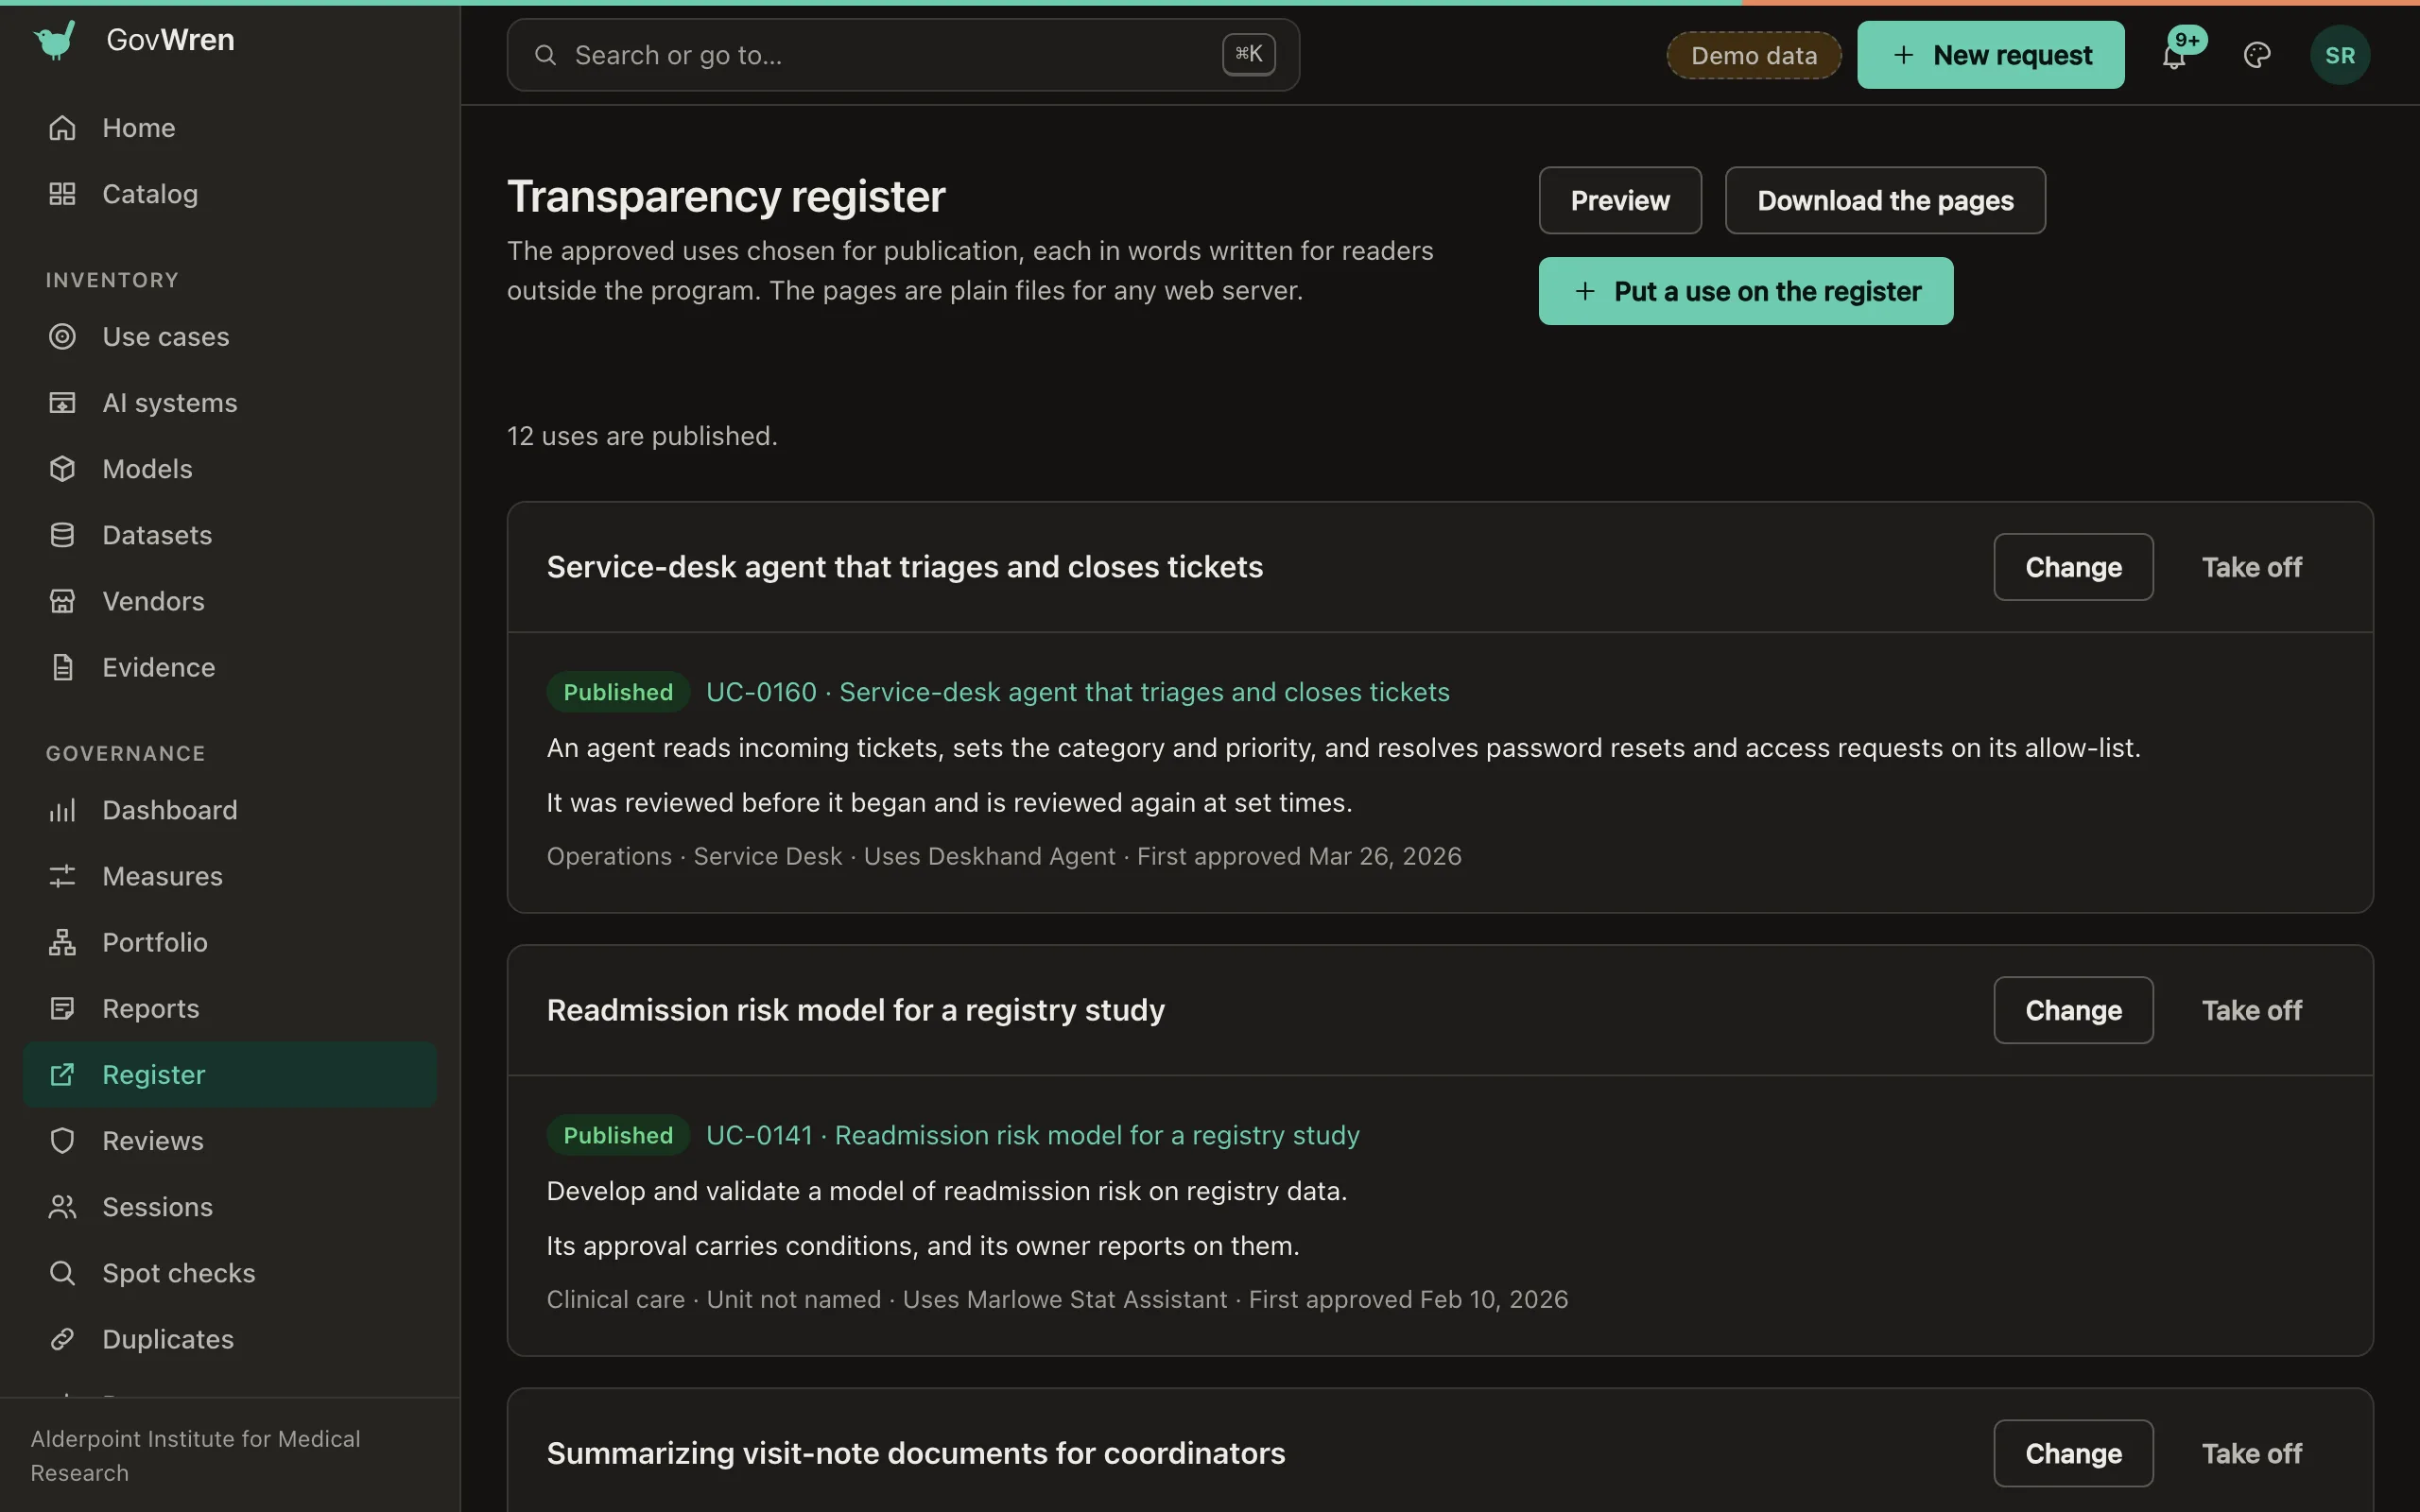 GovWren
Search or go to...
⌘K
Demo data
+ New request
9+
SR
Home
Catalog
INVENTORY
Use cases
AI systems
Models
Datasets
Vendors
Evidence
GOVERNANCE
Dashboard
Measures
Portfolio
Reports
Register
Reviews
Sessions
Spot checks
Duplicates
Alderpoint Institute for Medical
Research
Transparency register
The approved uses chosen for publication, each in words written for readers
outside the program. The pages are plain files for any web server.
Preview
Download the pages
+ Put a use on the register
12 uses are published.
Service-desk agent that triages and closes tickets
Change
Take off
Published UC-0160 · Service-desk agent that triages and closes tickets
An agent reads incoming tickets, sets the category and priority, and resolves password resets and access requests on its allow-list.
It was reviewed before it began and is reviewed again at set times.
Operations · Service Desk · Uses Deskhand Agent · First approved Mar 26, 2026
Readmission risk model for a registry study
Change
Take off
Published UC-0141 · Readmission risk model for a registry study
Develop and validate a model of readmission risk on registry data.
Its approval carries conditions, and its owner reports on them.
Clinical care · Unit not named · Uses Marlowe Stat Assistant · First approved Feb 10, 2026
Summarizing visit-note documents for coordinators
Change
Take off